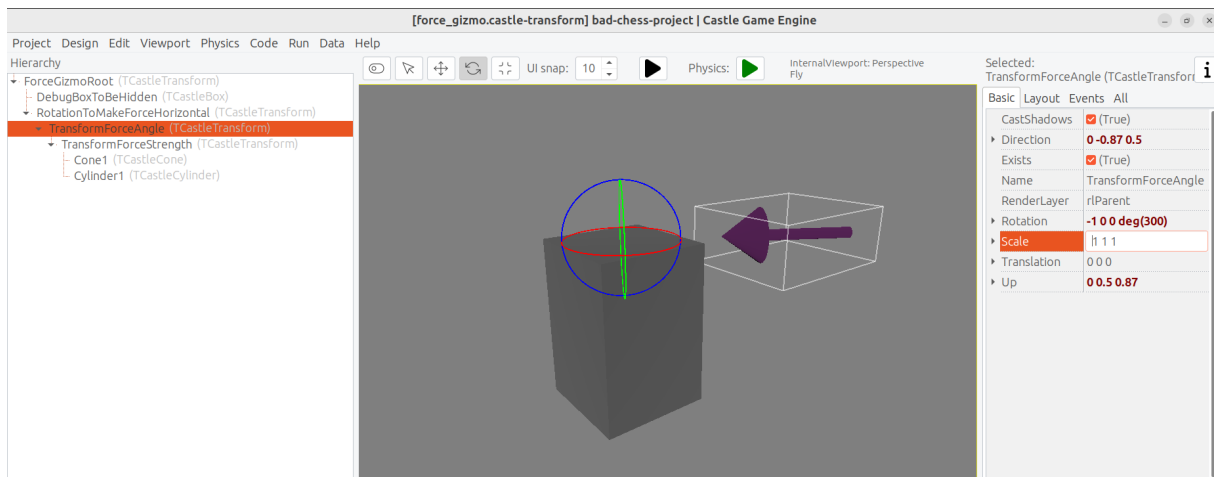 [force_gizmo.castle-transform] bad-chess-project | Castle Game Engine
Project Design Edit Viewport Physics Code Run Data Help
Hierarchy
ForceGizmoRoot (TCastleTransform)
DebugBoxToBeHidden (TCastleBox)
RotationToMakeForceHorizontal (TCastleTransform)
TransformForceAngle (TCastleTransform)
TransformForceStrength (TCastleTransform)
Cone1 (TCastleCone)
Cylinder1 (TCastleCylinder)
UI snap: 10
Physics:
InternalViewport: Perspective
Fly
Selected:
TransformForceAngle (TCastleTransfor
i
Basic Layout Events All
CastShadows (True)
Direction 0 -0.87 0.5
Exists (True)
Name TransformForceAngle
RenderLayer rlParent
Rotation -1 0 0 deg(300)
Scale 1 1 1
Translation 0 0 0
Up 0 0.5 0.87